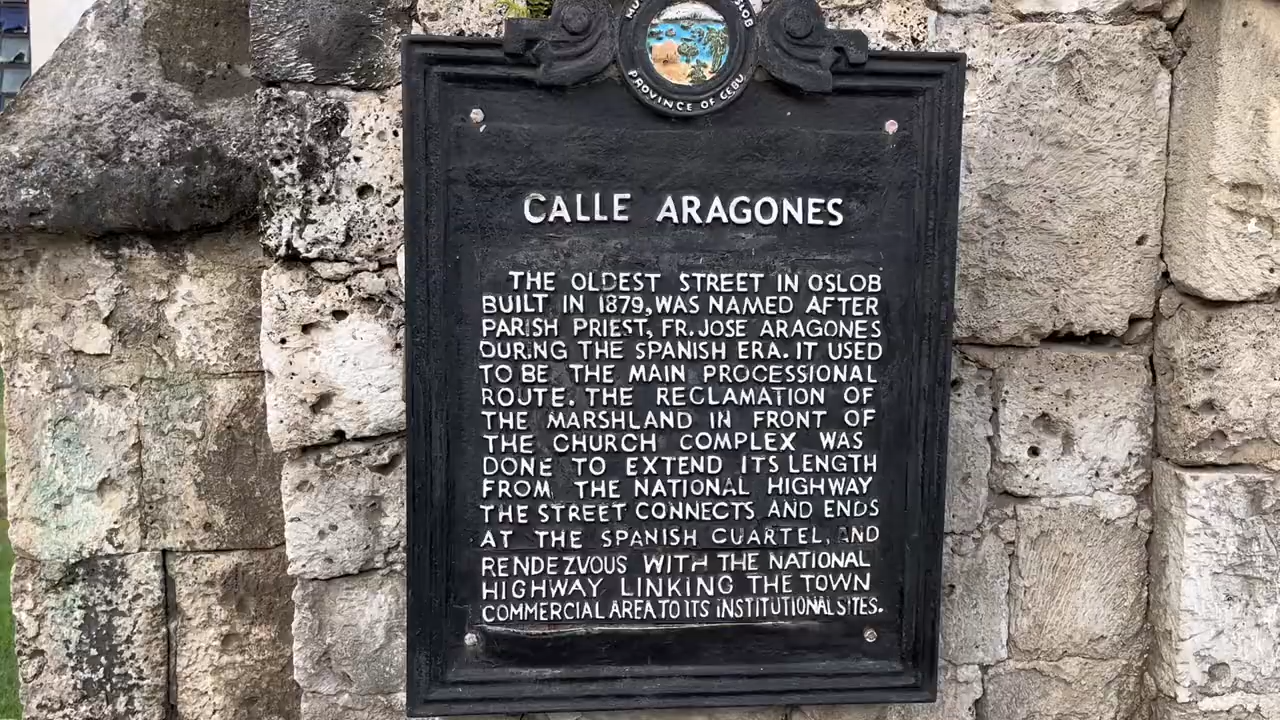 OSLOB
PROVINCE OF CEBU
CALLE ARAGONES
THE OLDEST STREET IN OSLOB
BUILT IN 1879, WAS NAMED AFTER
PARISH PRIEST, FR. JOSE ARAGONES
DURING THE SPANISH ERA. IT USED
TO BE THE MAIN PROCESSIONAL
ROUTE. THE RECLAMATION OF
THE MARSHLAND IN FRONT OF
THE CHURCH COMPLEX WAS
DONE TO EXTEND ITS LENGTH
FROM THE NATIONAL HIGHWAY
THE STREET CONNECTS AND ENDS
AT THE SPANISH CUARTEL, AND
RENDEZVOUS WITH THE NATIONAL
HIGHWAY LINKING THE TOWN
COMMERCIAL AREA TO ITS INSTITUTIONAL SITES.